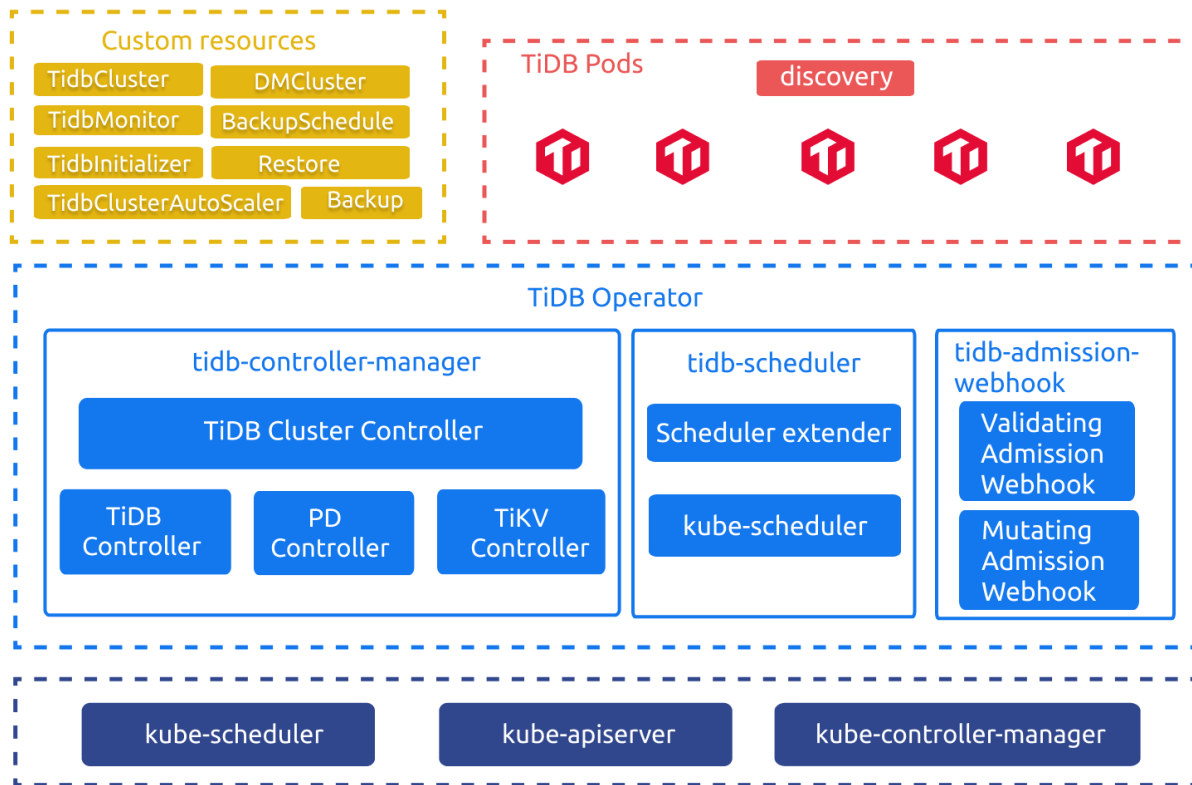 Custom resources
TidbCluster
DMCluster
TidbMonitor
BackupSchedule
TidbInitializer
Restore
TidbClusterAutoScaler
Backup
TiDB Pods
discovery
TiDB Operator
tidb-controller-manager
TiDB Cluster Controller
TiDB
Controller
PD
Controller
TiKV
Controller
tidb-scheduler
Scheduler extender
kube-scheduler
tidb-admission-
webhook
Validating
Admission
Webhook
Mutating
Admission
Webhook
kube-scheduler
kube-apiserver
kube-controller-manager